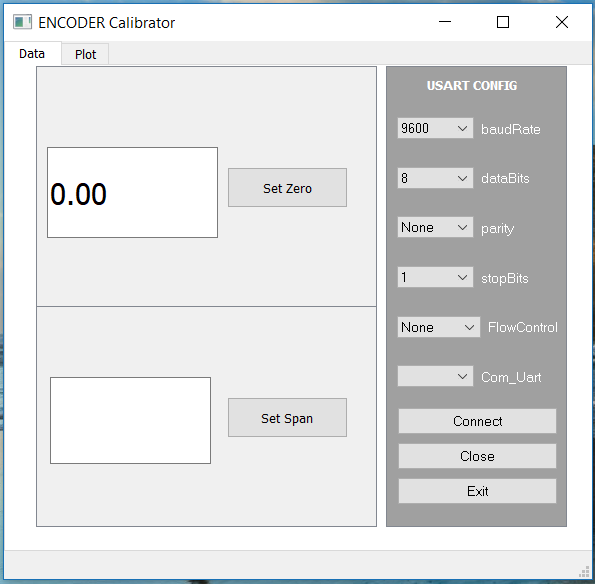 ENCODER Calibrator
Data
Plot
0.00
Set Zero
Set Span
USART CONFIG
9600 baudRate
8 dataBits
None parity
1 stopBits
None FlowControl
Com_Uart
Connect
Close
Exit